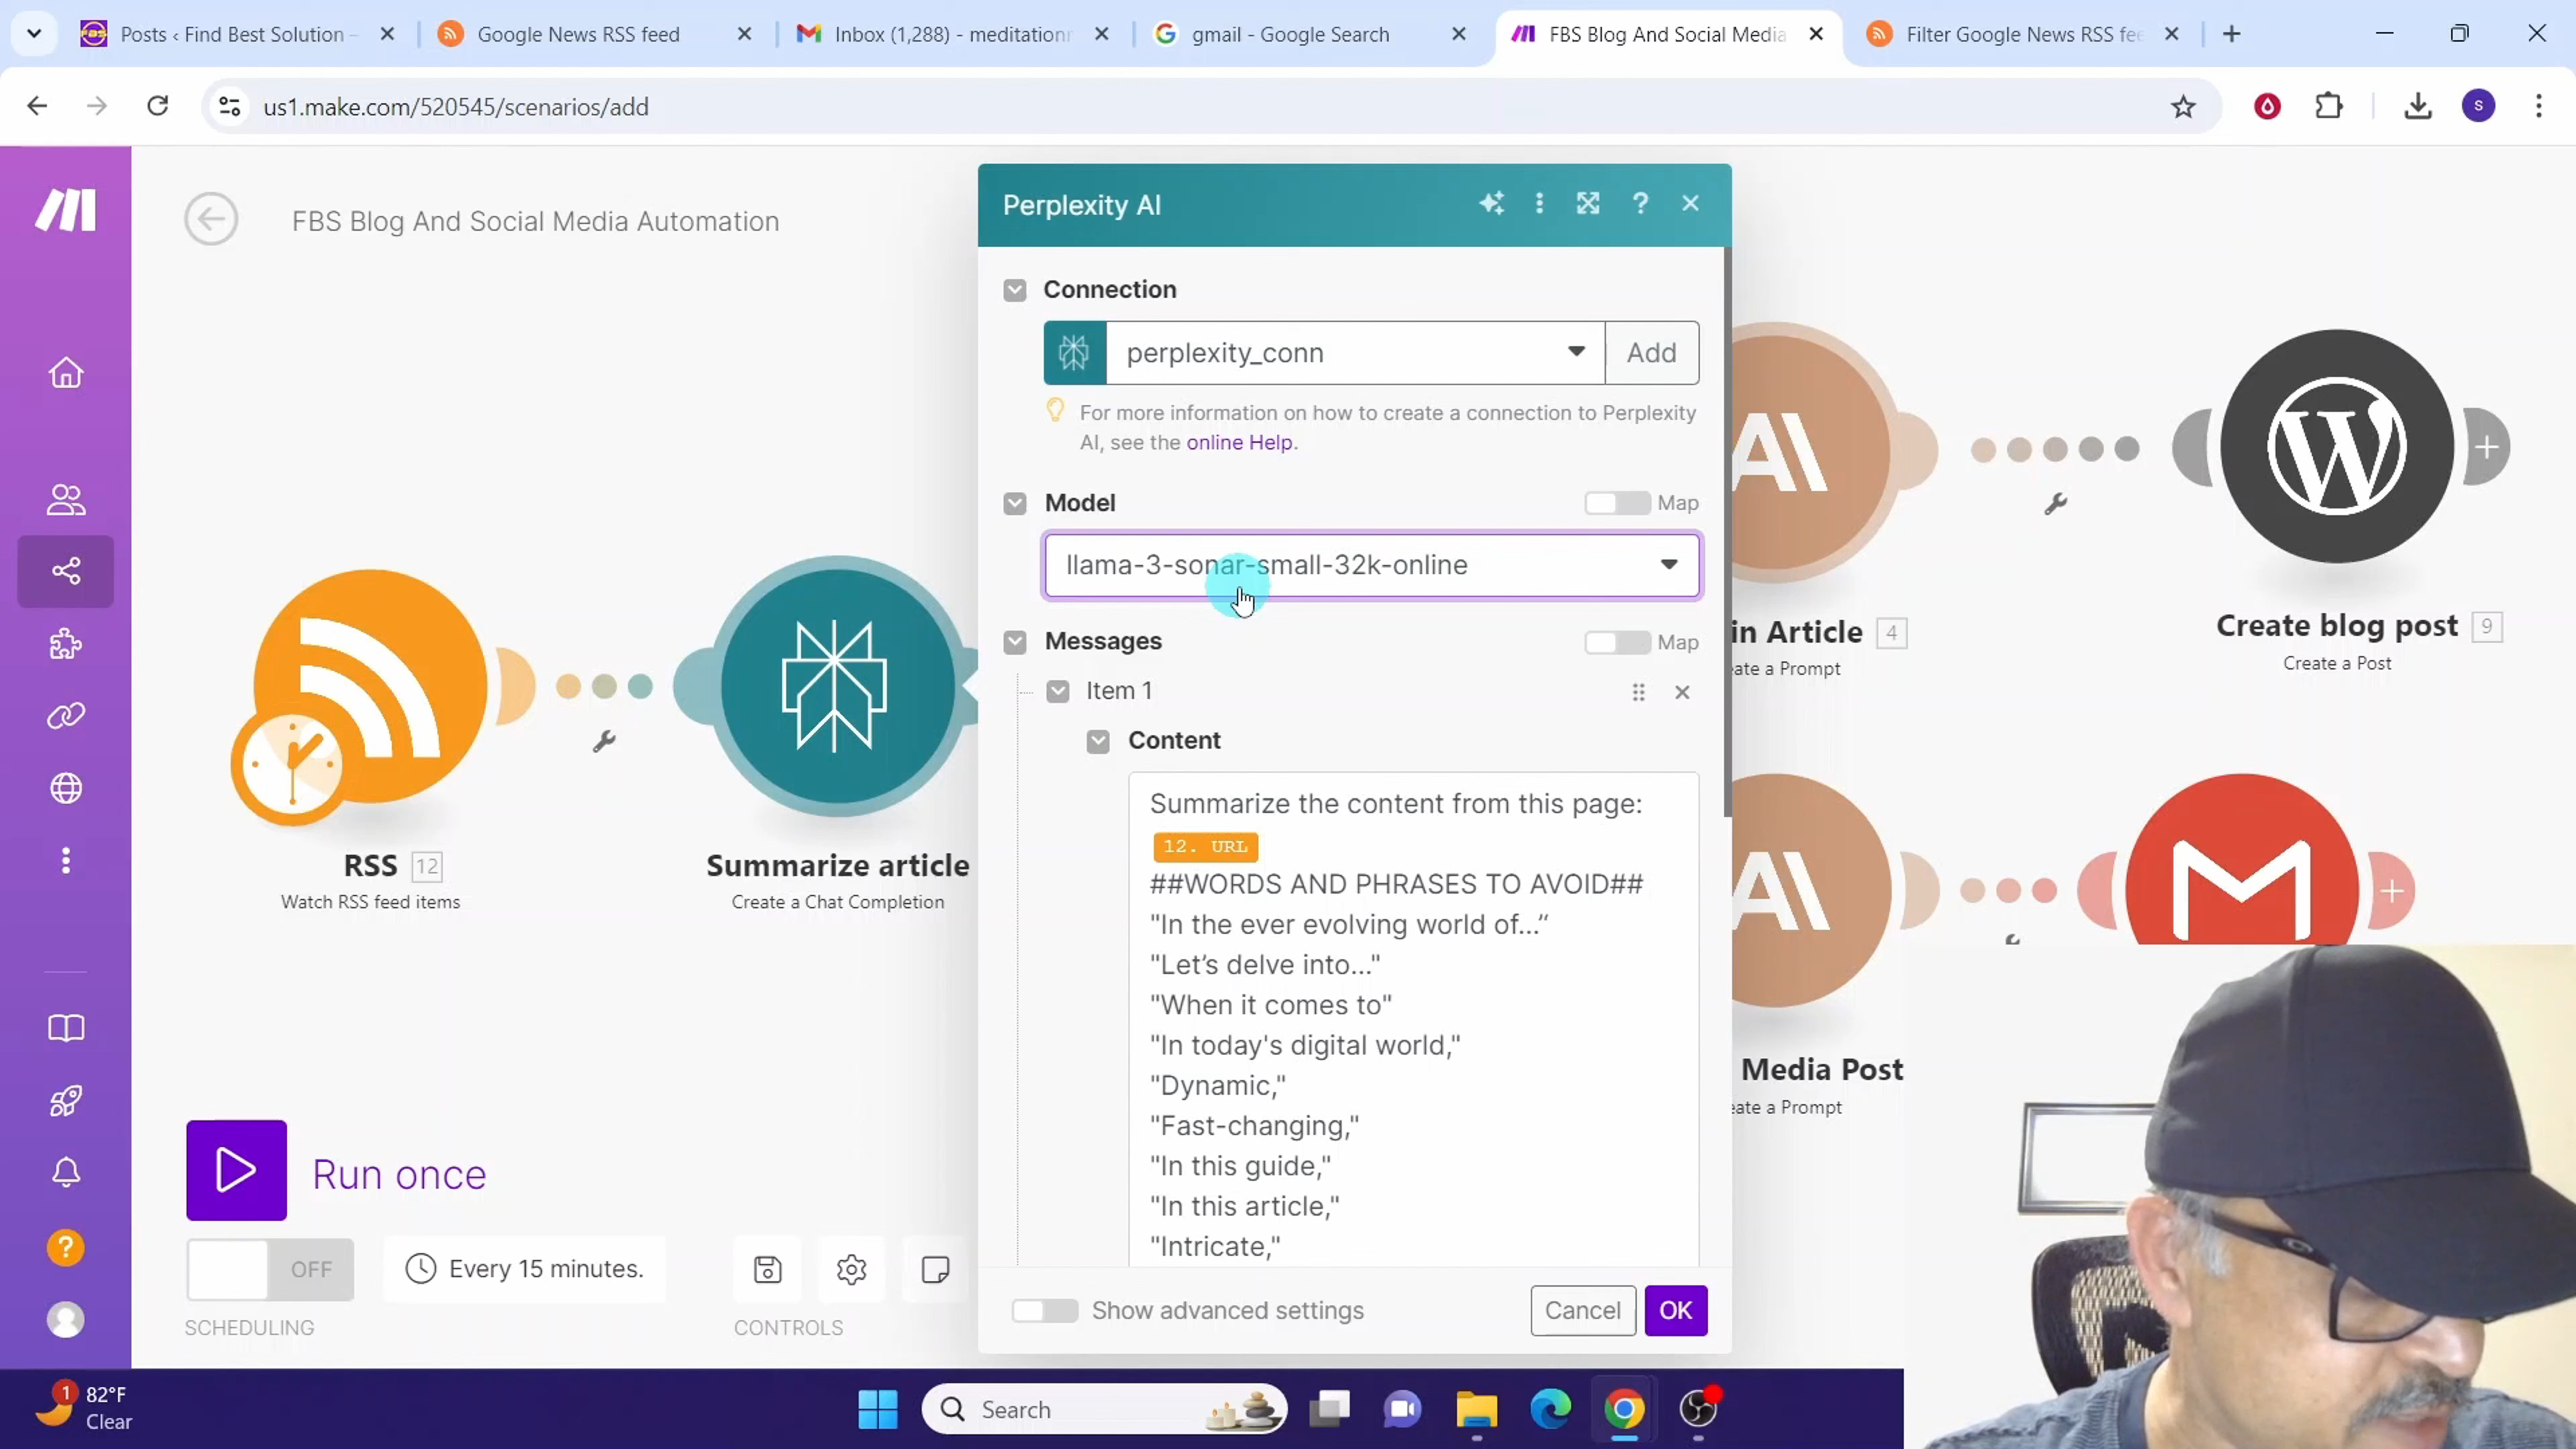 Posts ‹ Find Best Solution –
Google News RSS feed
Inbox (1,288) - meditationr
gmail - Google Search
FBS Blog And Social Media
Filter Google News RSS fee
us1.make.com/520545/scenarios/add
S
FBS Blog And Social Media Automation
Perplexity AI
Connection
perplexity_conn
Add
For more information on how to create a connection to Perplexity
AI, see the online Help.
Model
Map
llama-3-sonar-small-32k-online
Messages
Map
Item 1
Content
Summarize the content from this page:
12. URL
##WORDS AND PHRASES TO AVOID##
"In the ever evolving world of...“
"Let’s delve into..."
"When it comes to"
"In today's digital world,"
"Dynamic,"
"Fast-changing,"
"In this guide,"
"In this article,"
"Intricate,"
Show advanced settings
Cancel
OK
RSS 12
Watch RSS feed items
Summarize article
Create a Chat Completion
in Article 4
ate a Prompt
Create blog post 9
Create a Post
Media Post
eate a Prompt
Run once
OFF
Every 15 minutes.
SCHEDULING
CONTROLS
1
82°F
Clear
Search